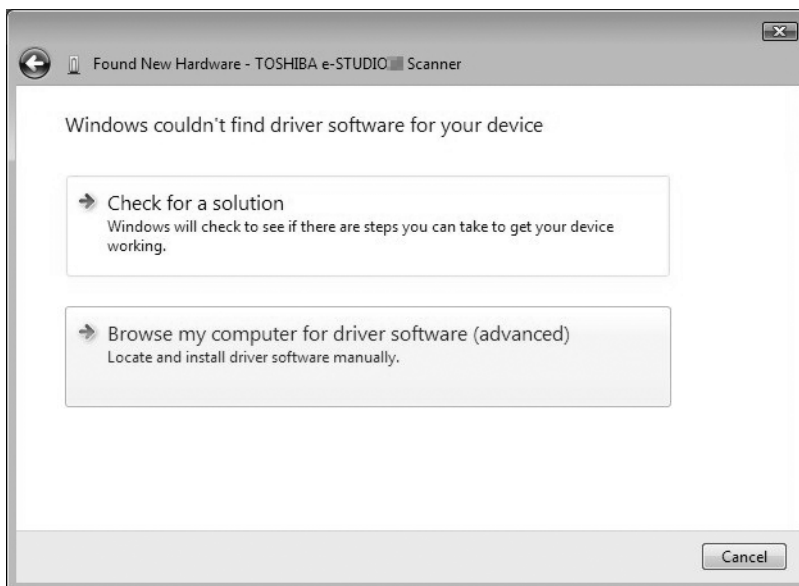 Found New Hardware - TOSHIBA e-STUDIO Scanner
Windows couldn't find driver software for your device
Check for a solution
Windows will check to see if there are steps you can take to get your device
working.
Browse my computer for driver software (advanced)
Locate and install driver software manually.
Cancel